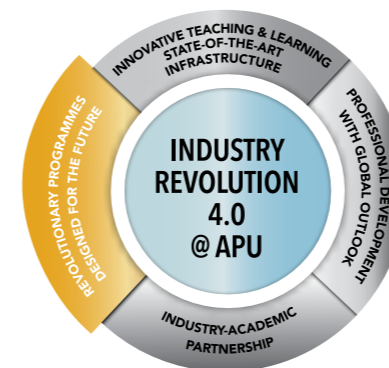 INNOVATIVE TEACHING & LEARNING
STATE-OF-THE-ART
INFRASTRUCTURE
PROFESSIONAL DEVELOPMENT
WITH GLOBAL OUTLOOK
INDUSTRY-ACADEMIC
PARTNERSHIP
REVOLUTIONARY PROGRAMMES
DESIGNED FOR THE FUTURE
INDUSTRY
REVOLUTION
4.0
@ APU